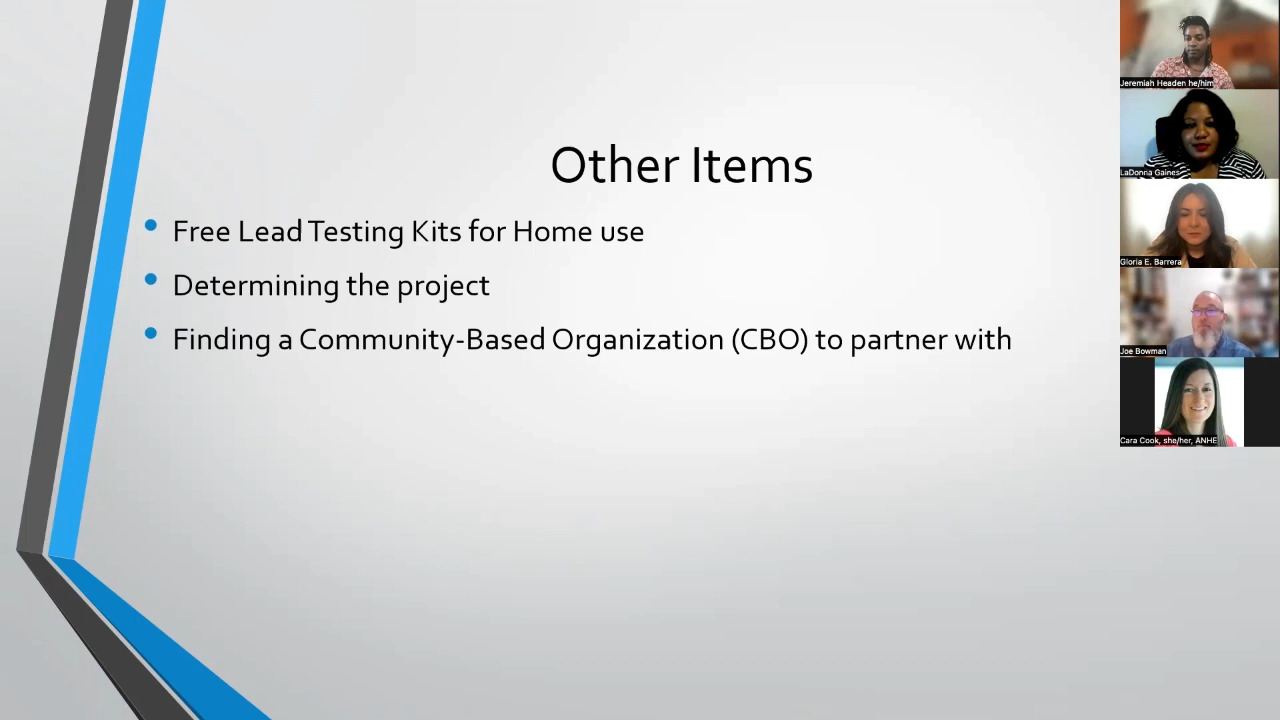 Other Items
Free Lead Testing Kits for Home use
Determining the project
Finding a Community-Based Organization (CBO) to partner with
Jeremiah Headen he/him
LaDonna Gaines
Gloria E. Barrera
Joe Bowman
Cara Cook, she/her, ANHE